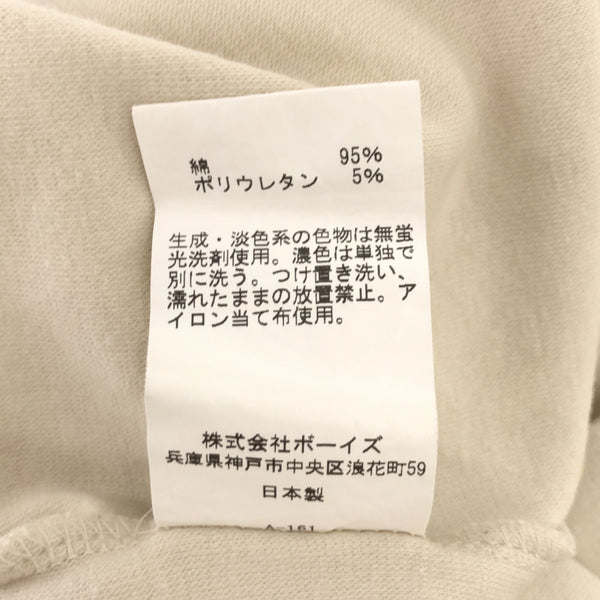 綿 95%
ポリウレタン 5%
生成・淡色系の色物は無蛍
光洗剤使用。濃色は単独で
別に洗う。つけ置き洗い、
濡れたままの放置禁止。ア
イロン当て布使用。
株式会社ボーイズ
兵庫県神戸市中央区浪花町59
日本製
A-161